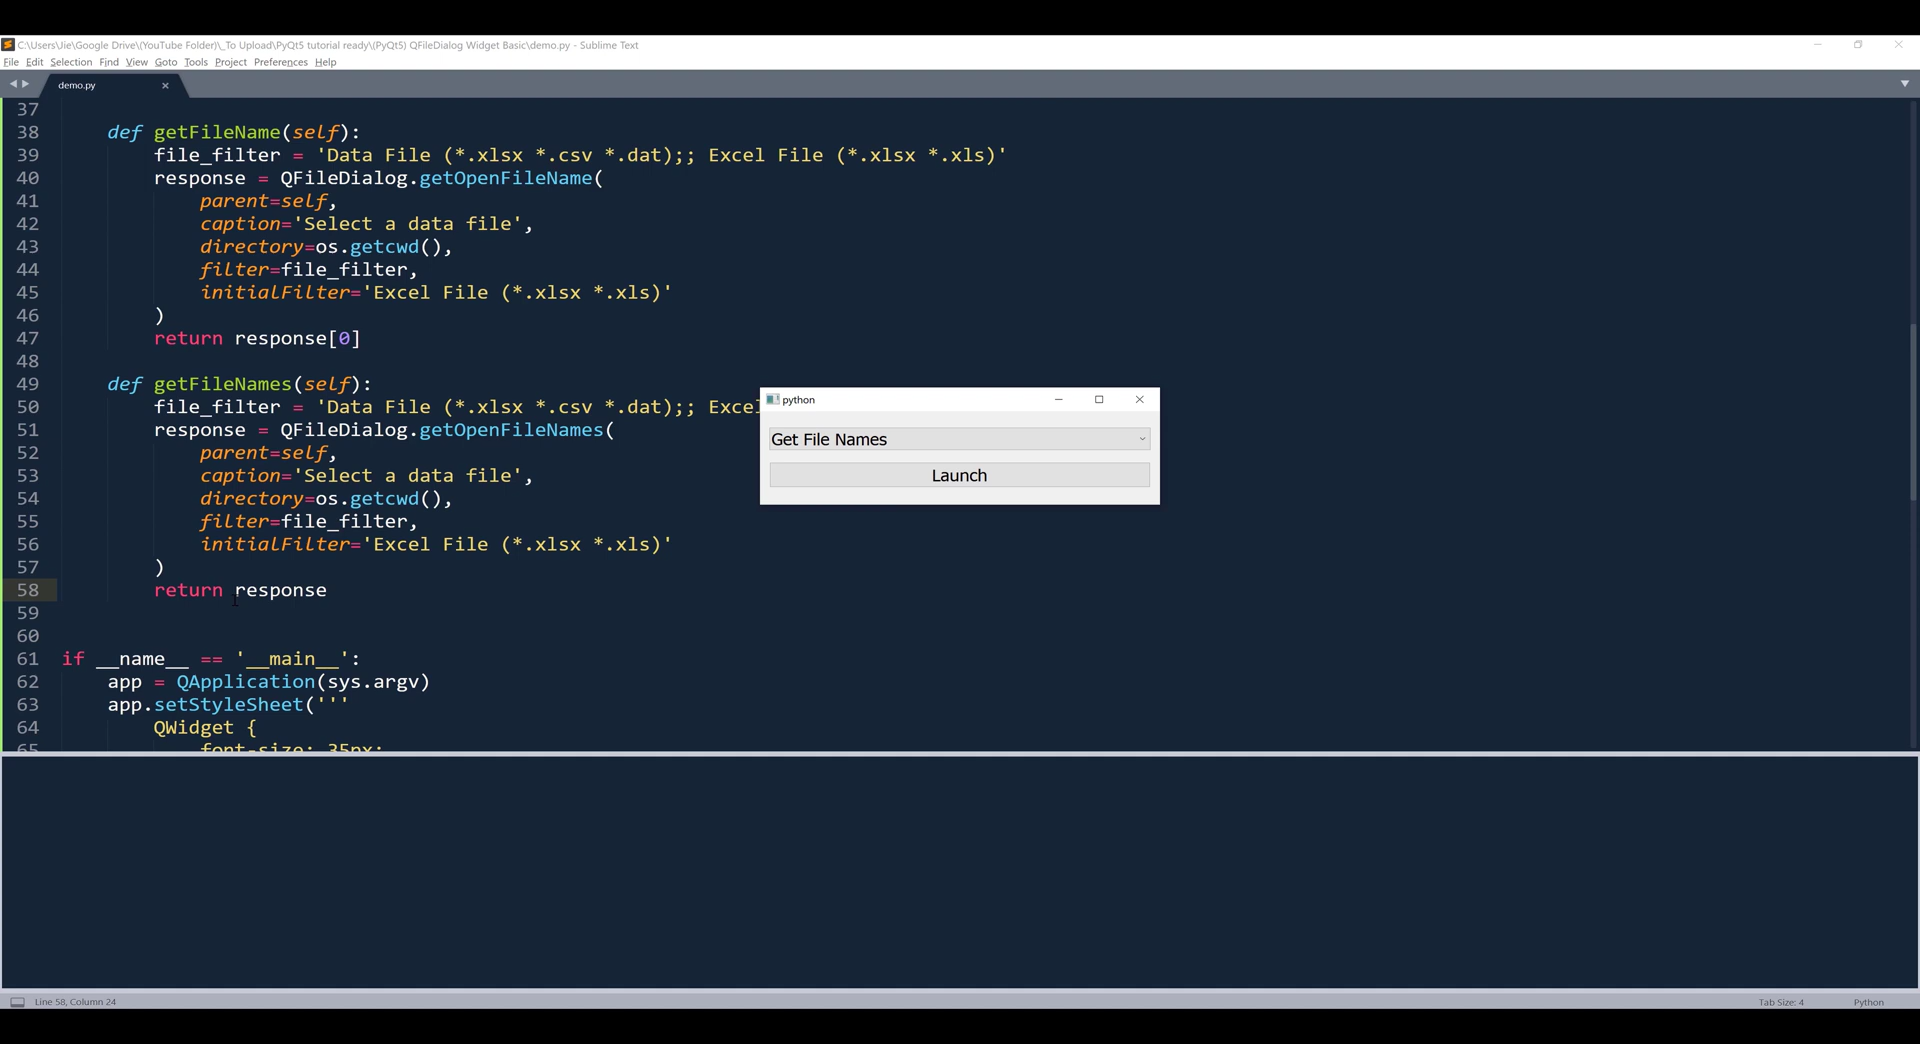 C:\Users\Jie\Google Drive\(YouTube Folder)\_To Upload\PyQt5 tutorial ready\(PyQt5) QFileDialog Widget Basic\demo.py - Sublime Text
File Edit Selection Find View Goto Tools Project Preferences Help
demo.py
37
38 def getFileName(self):
39 file_filter = 'Data File (*.xlsx *.csv *.dat);; Excel File (*.xlsx *.xls)'
40 response = QFileDialog.getOpenFileName(
41 parent=self,
42 caption='Select a data file',
43 directory=os.getcwd(),
44 filter=file_filter,
45 initialFilter='Excel File (*.xlsx *.xls)'
46 )
47 return response[0]
48
49 def getFileNames(self):
50 file_filter = 'Data File (*.xlsx *.csv *.dat);; Excel
51 response = QFileDialog.getOpenFileNames(
52 parent=self,
53 caption='Select a data file',
54 directory=os.getcwd(),
55 filter=file_filter,
56 initialFilter='Excel File (*.xlsx *.xls)'
57 )
58 return response
59
60
61 if __name__ == '__main__':
62 app = QApplication(sys.argv)
63 app.setStyleSheet('''
64 QWidget {
65 font-size: 35px;
python
Get File Names
Launch
Line 58, Column 24
Tab Size: 4
Python